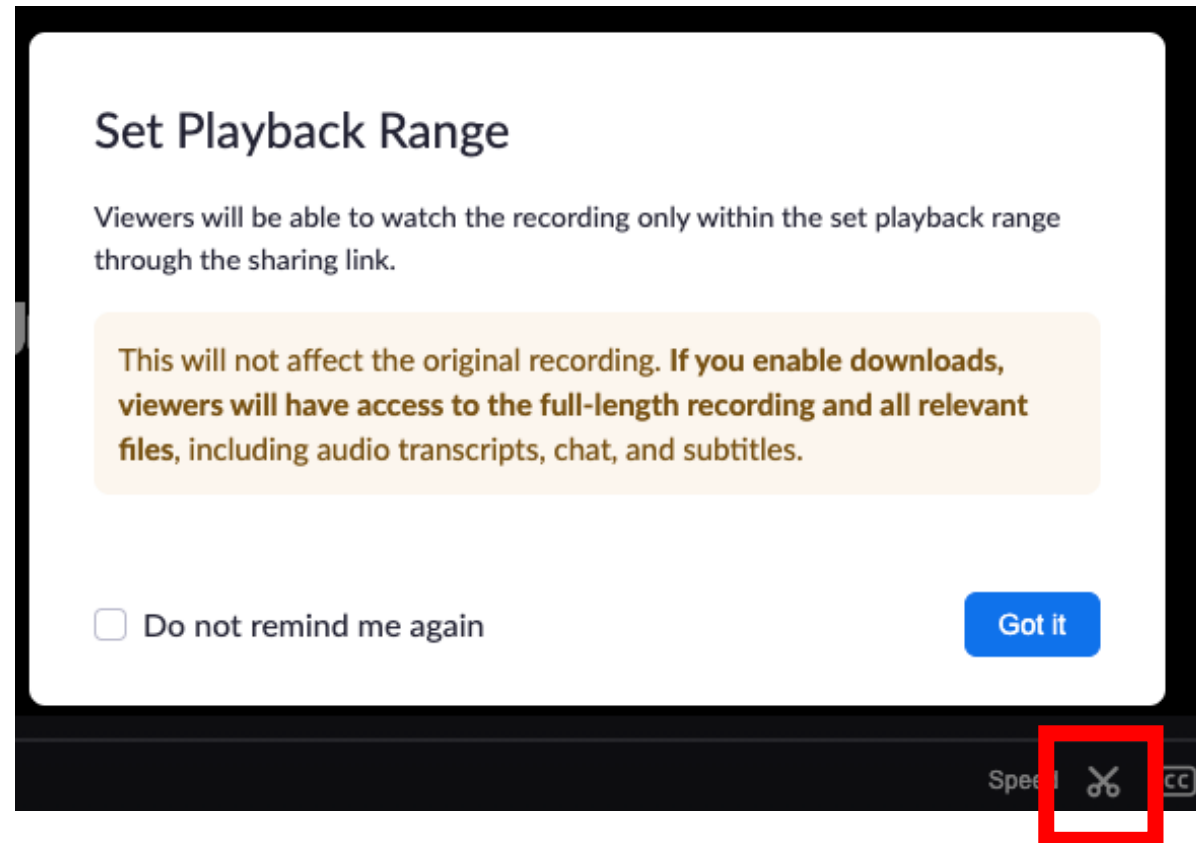 Set Playback Range
Viewers will be able to watch the recording only within the set playback range
through the sharing link.
This will not affect the original recording. If you enable downloads,
viewers will have access to the full-length recording and all relevant
files, including audio transcripts, chat, and subtitles.
Do not remind me again
Got it
Speed
CC